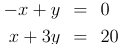 −x + y = 0
x + 3y = 20